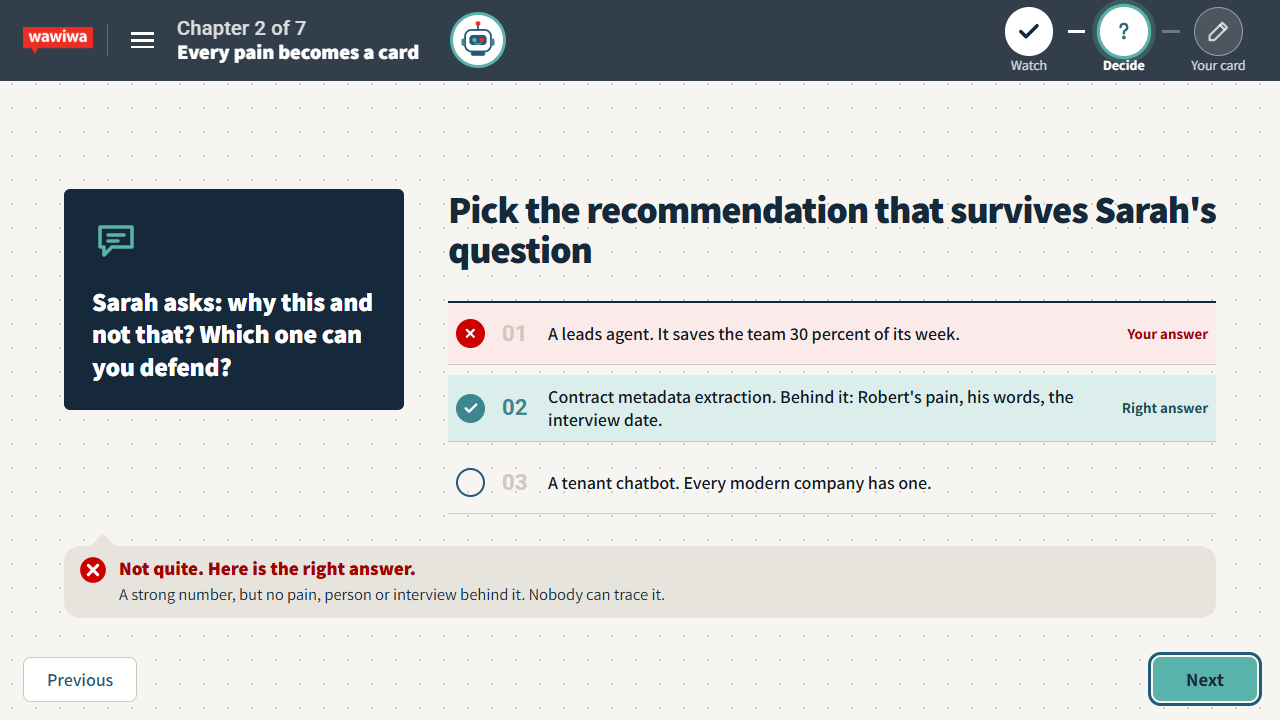 wawiwa
Chapter 2 of 7
Every pain becomes a card
Watch
?
Decide
Your card
Sarah asks: why this and
not that? Which one can
you defend?
Pick the recommendation that survives Sarah's
question
01
A leads agent. It saves the team 30 percent of its week.
Your answer
02
Contract metadata extraction. Behind it: Robert's pain, his words, the
interview date.
Right answer
03
A tenant chatbot. Every modern company has one.
Not quite. Here is the right answer.
A strong number, but no pain, person or interview behind it. Nobody can trace it.
Previous
Next